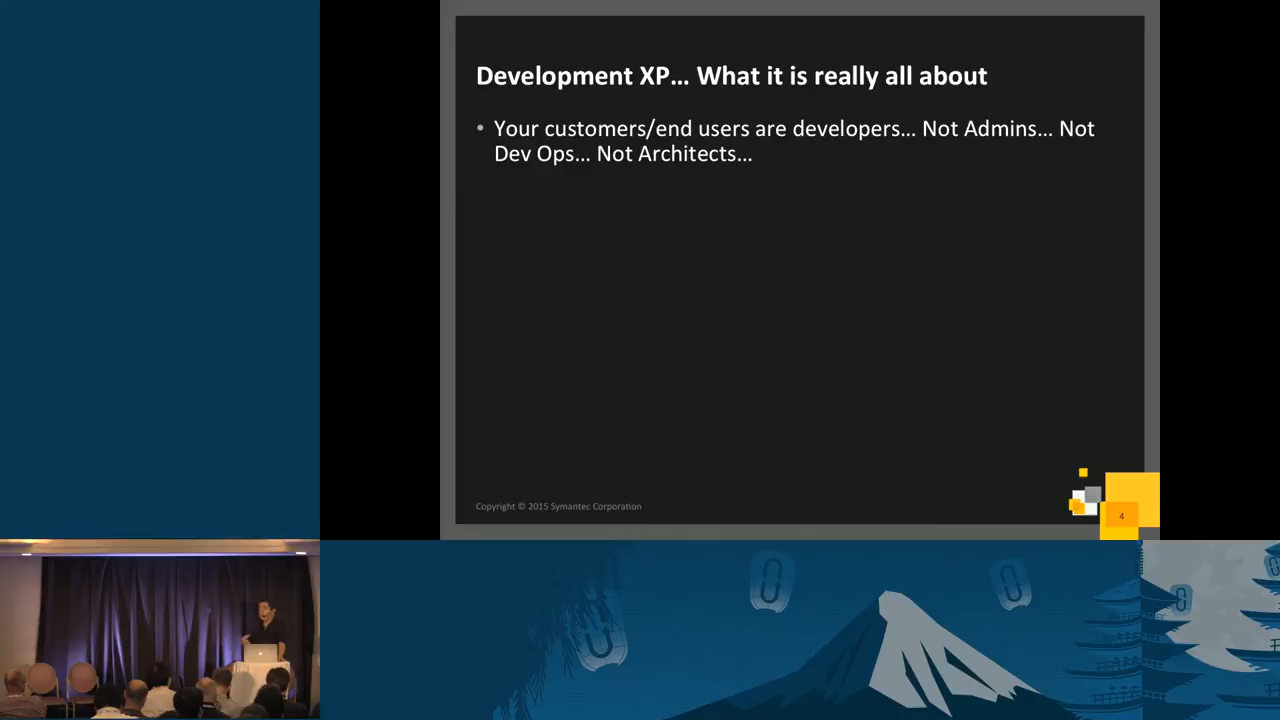 Development XP... What it is really all about
• Your customers/end users are developers... Not Admins... Not
Dev Ops... Not Architects...
Copyright © 2015 Symantec Corporation
4